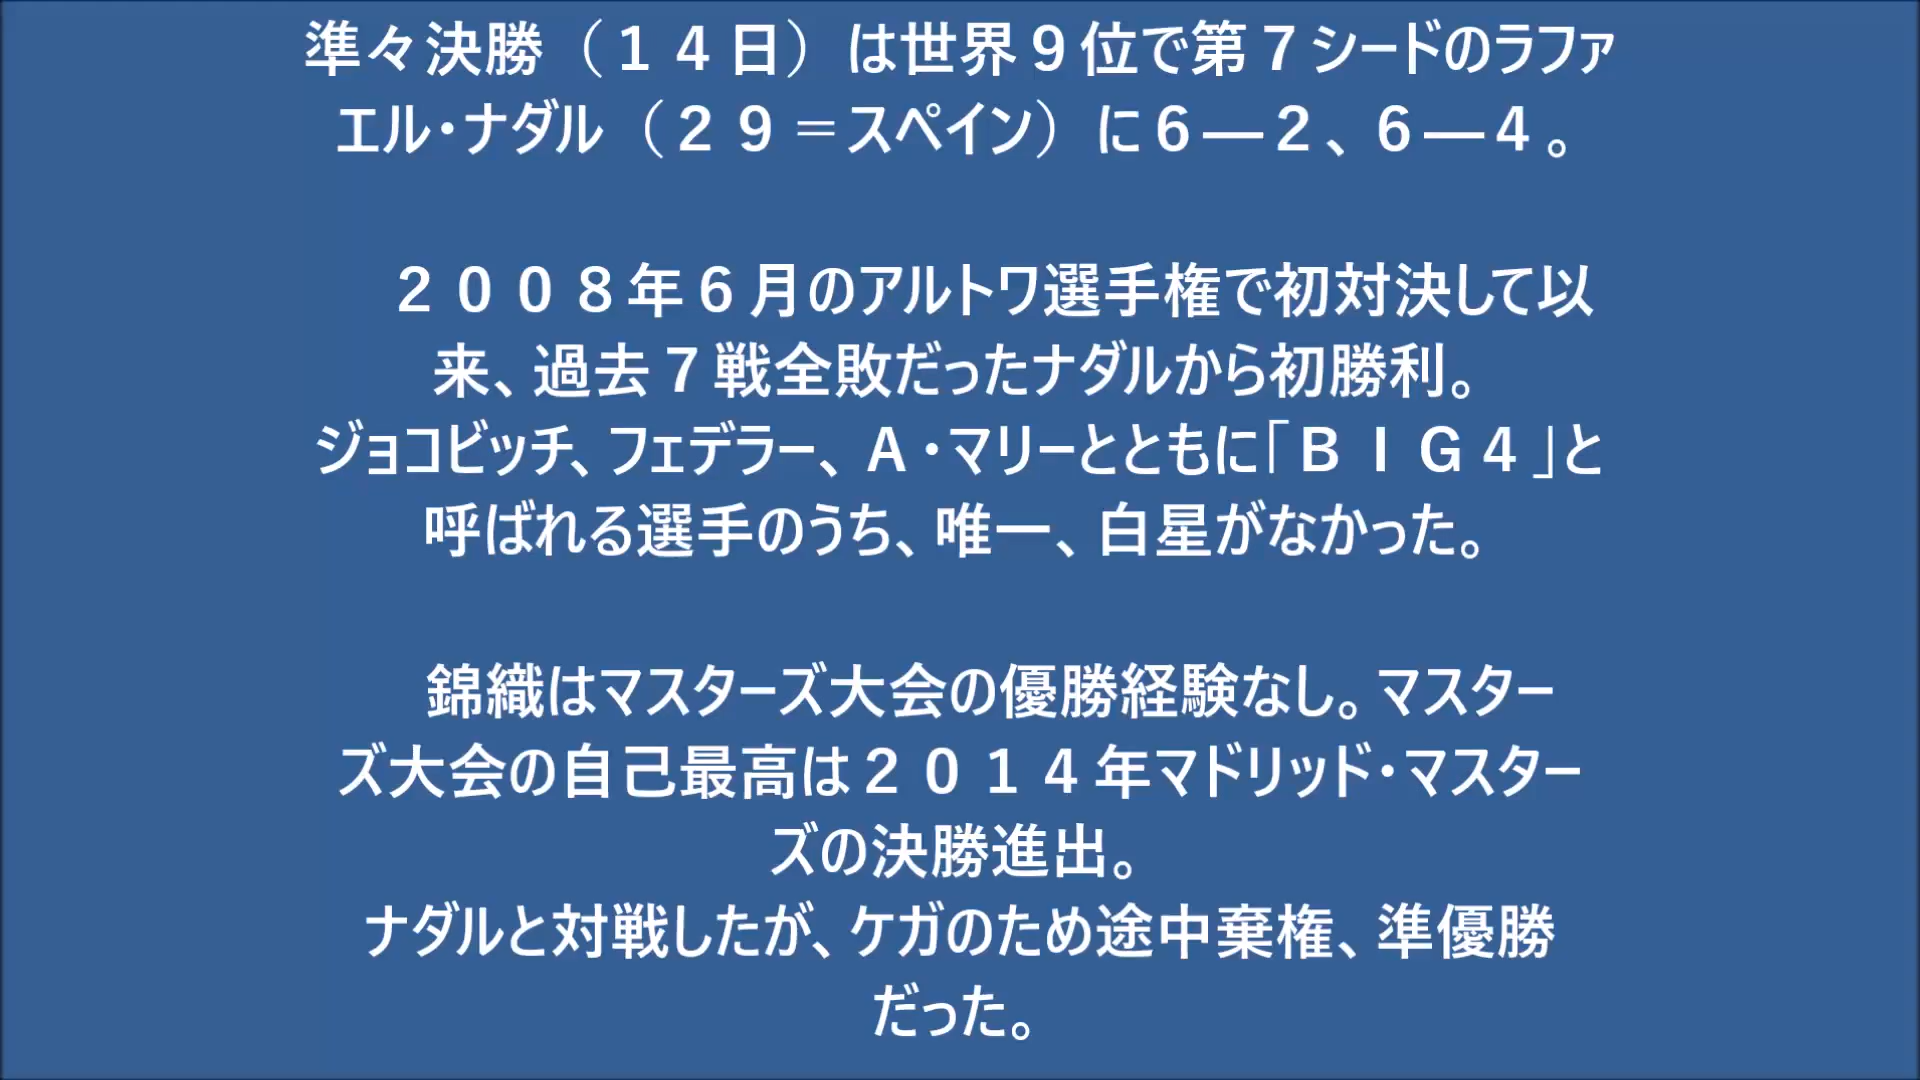 準々決勝（１４日）は世界９位で第７シードのラファ
エル・ナダル（２９＝スペイン）に６―２、６―４。
２００８年６月のアルトワ選手権で初対決して以
来、過去７戦全敗だったナダルから初勝利。
ジョコビッチ、フェデラー、Ａ・マリーとともに「ＢＩＧ４」と
呼ばれる選手のうち、唯一、白星がなかった。
錦織はマスターズ大会の優勝経験なし。マスター
ズ大会の自己最高は２０１４年マドリッド・マスター
ズの決勝進出。
ナダルと対戦したが、ケガのため途中棄権、準優勝
だった。